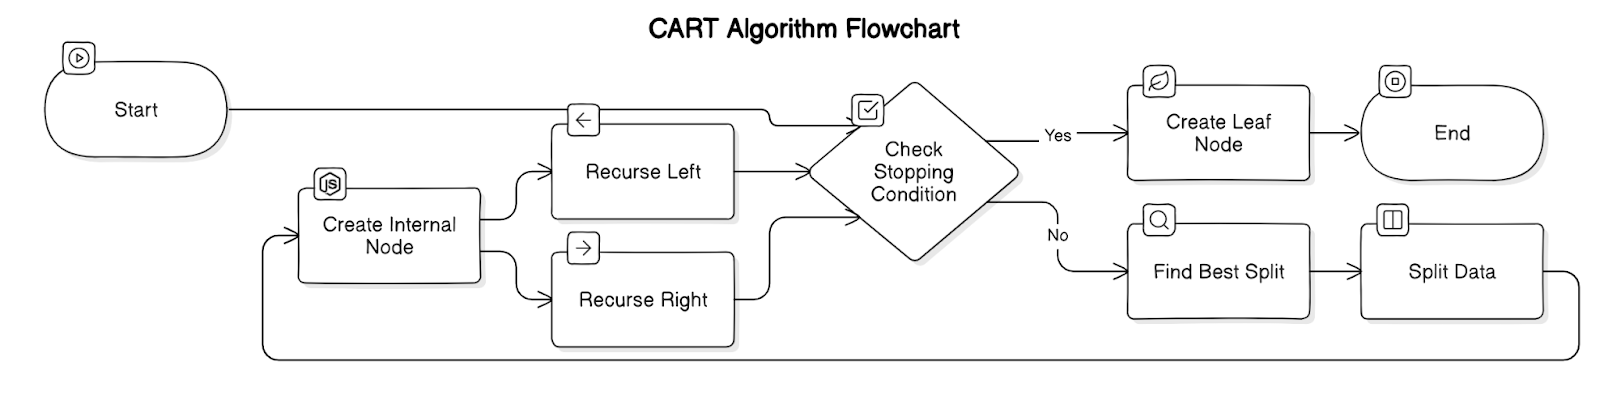 CART Algorithm Flowchart
Start
Create Internal
Node
JS
Recurse Left
Recurse Right
Check
Stopping
Condition
Yes
No
Create Leaf
Node
End
Find Best Split
Split Data